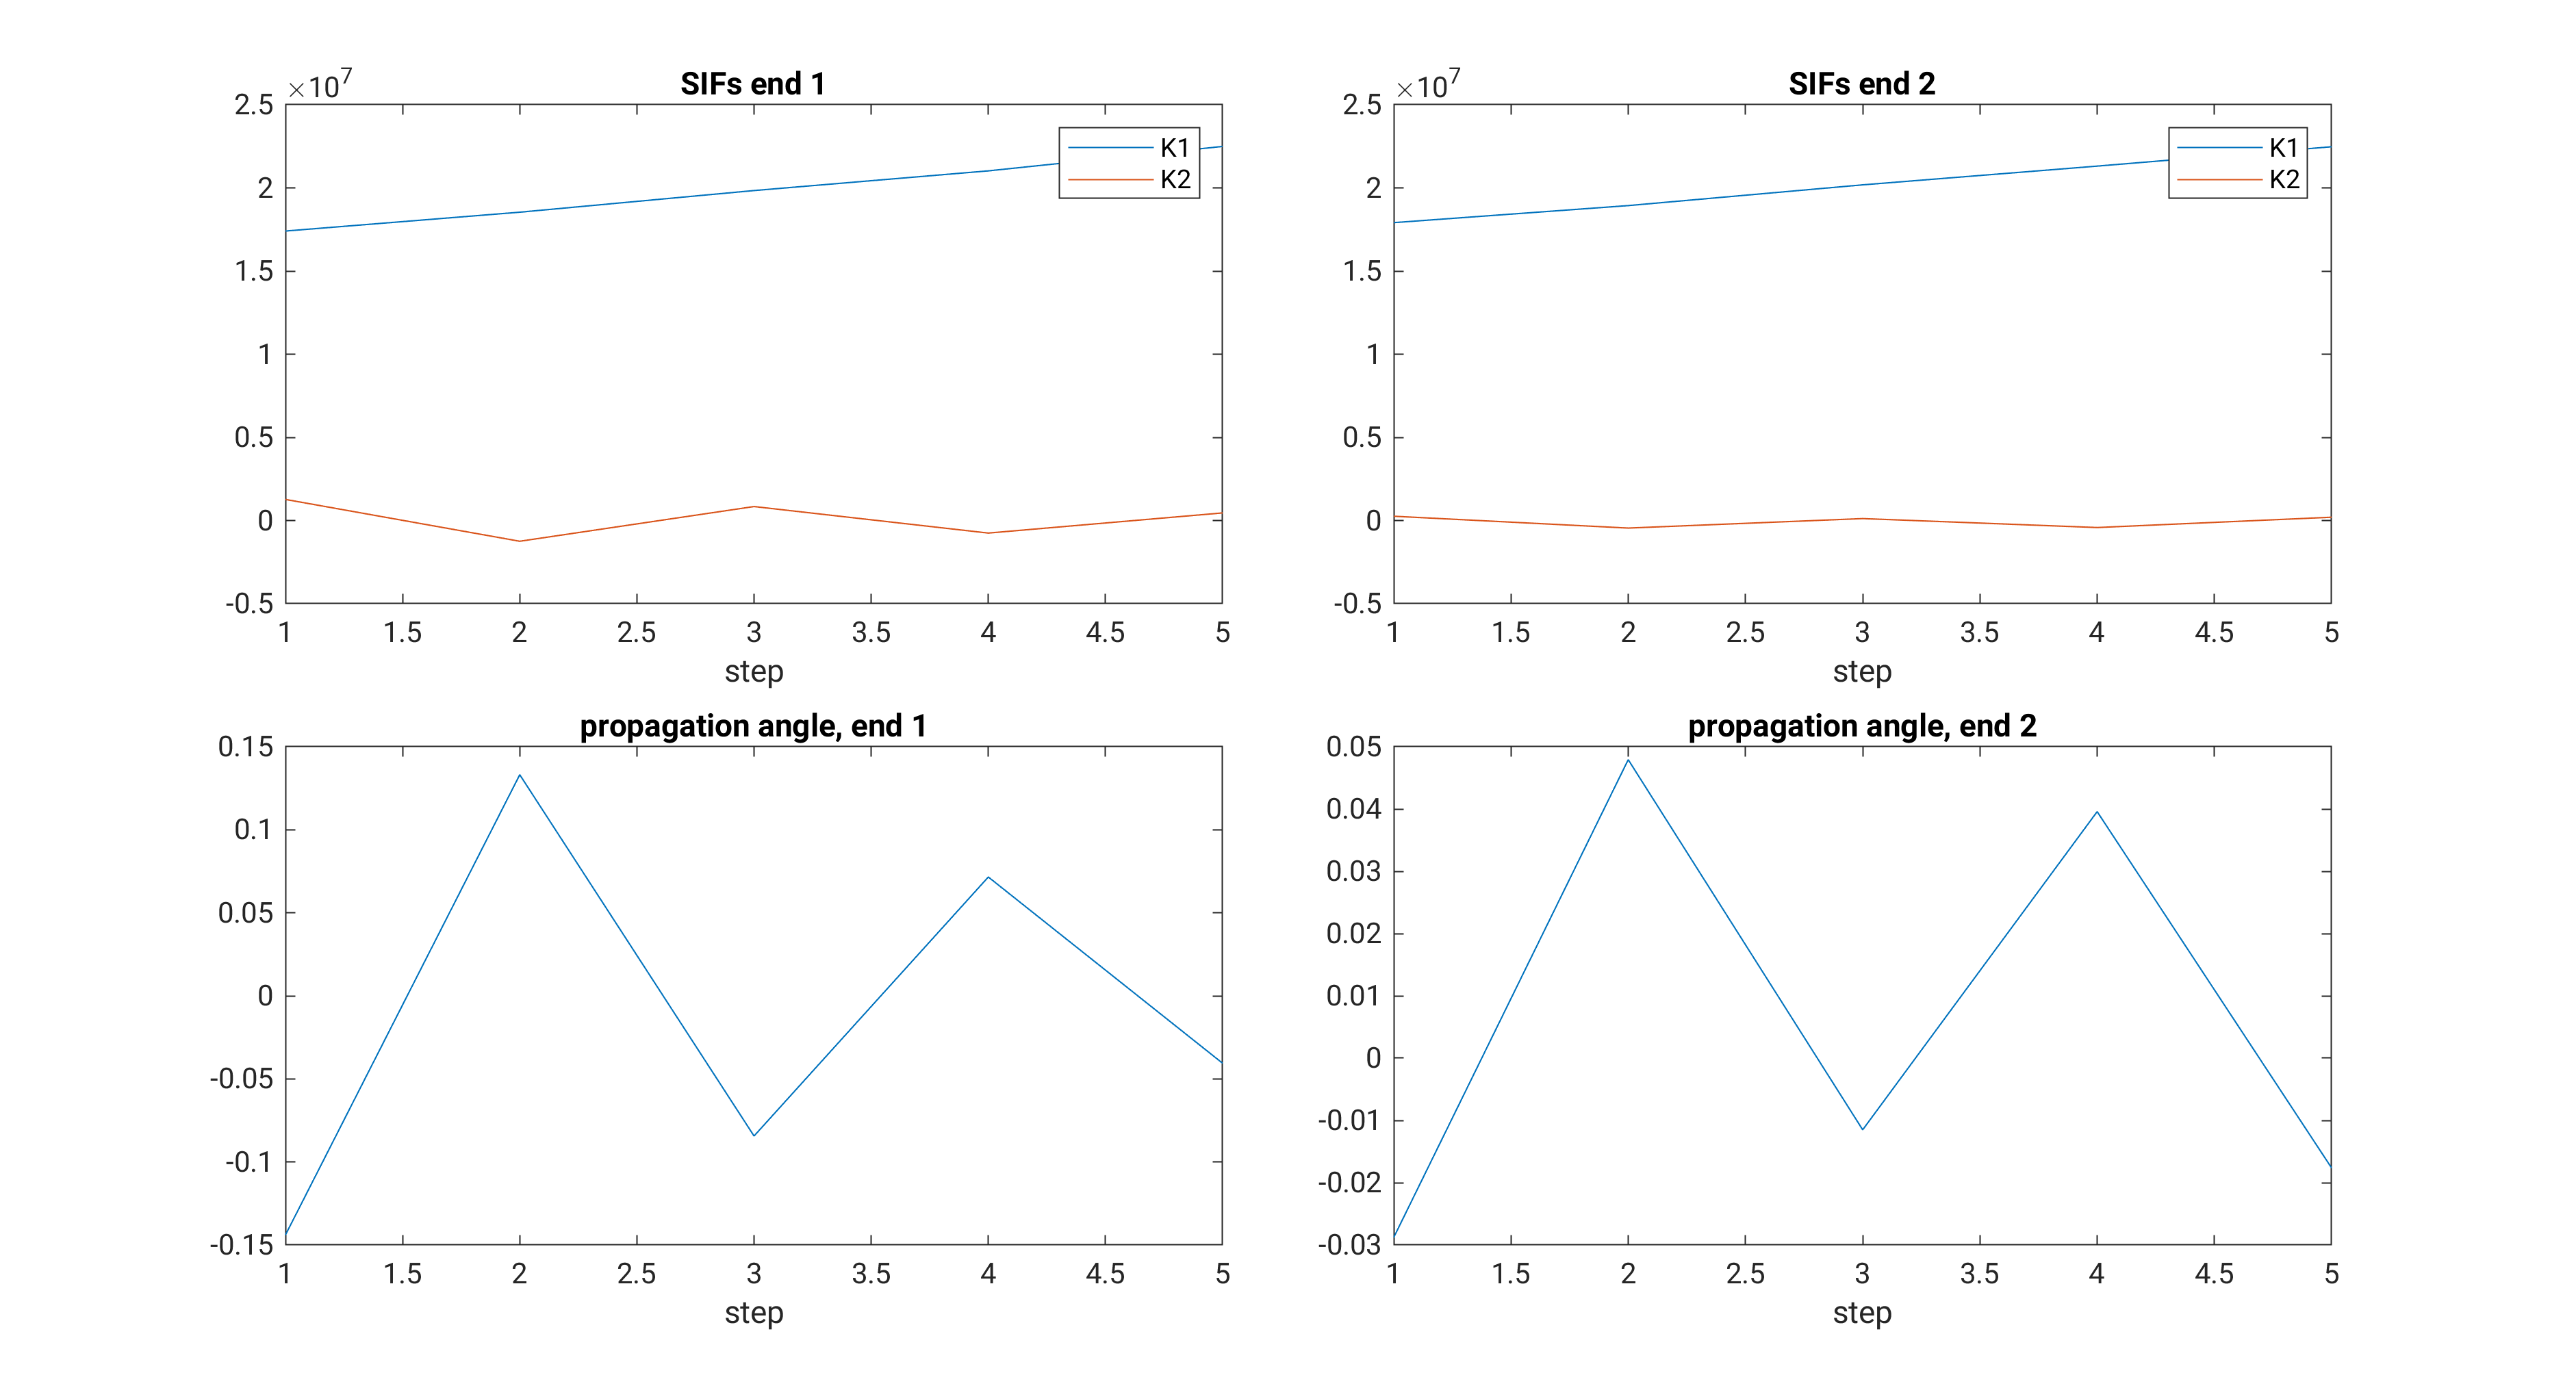 SIFs end 1
×10^7
2.5
2
1.5
1
0.5
0
-0.5
1 1.5 2 2.5 3 3.5 4 4.5 5
step
K1
K2
SIFs end 2
×10^7
2.5
2
1.5
1
0.5
0
-0.5
1 1.5 2 2.5 3 3.5 4 4.5 5
step
K1
K2
propagation angle, end 1
0.15
0.1
0.05
0
-0.05
-0.1
-0.15
1 1.5 2 2.5 3 3.5 4 4.5 5
step
propagation angle, end 2
0.05
0.04
0.03
0.02
0.01
0
-0.01
-0.02
-0.03
1 1.5 2 2.5 3 3.5 4 4.5 5
step